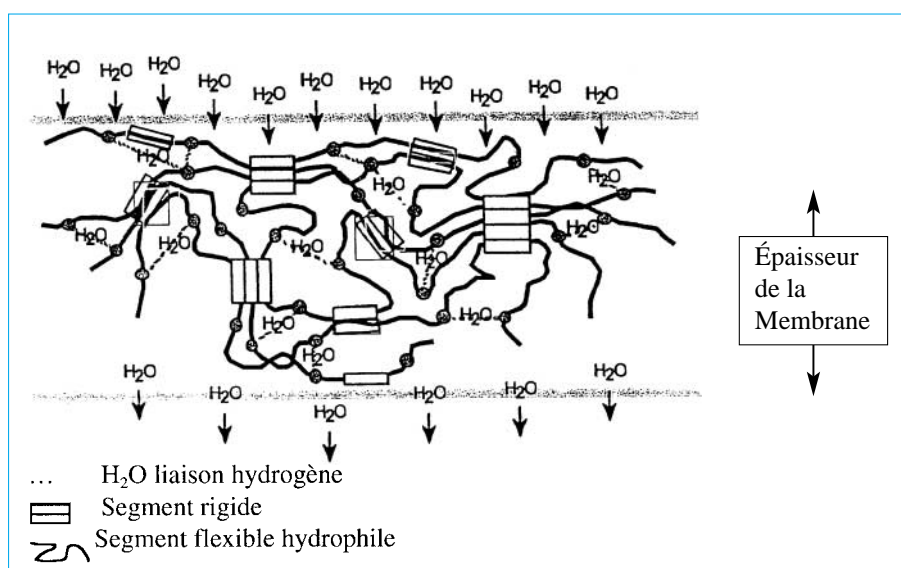 H₂O H₂O H₂O H₂O H₂O H₂O H₂O H₂O H₂O H₂O H₂O
H₂O H₂O H₂O
H₂O H₂O H₂O H₂O
H₂O
H₂O H₂O
H₂O
H₂O H₂O H₂O H₂O H₂O H₂O
Épaisseur
de la
Membrane
... H₂O liaison hydrogène
Segment rigide
Segment flexible hydrophile